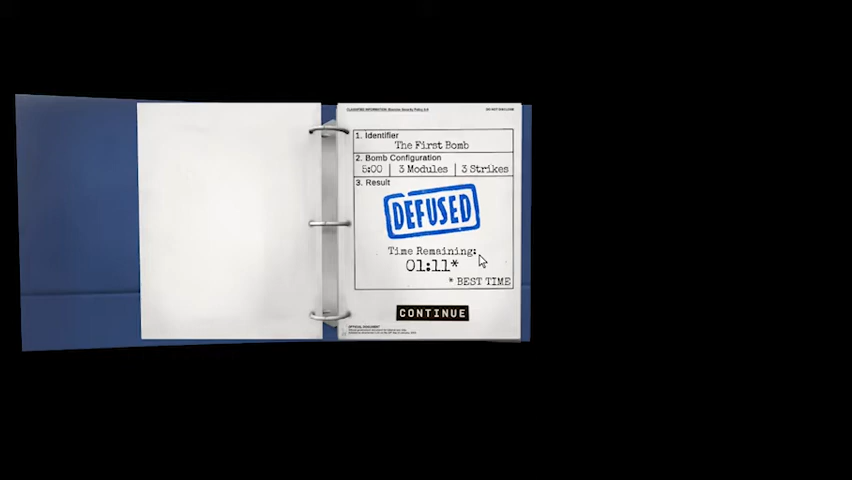 1. Identifier
The First Bomb
2. Bomb Configuration
5:00 | 3 Modules | 3 Strikes
3. Result
DEFUSED
Time Remaining:
01:11*
* BEST TIME
CONTINUE